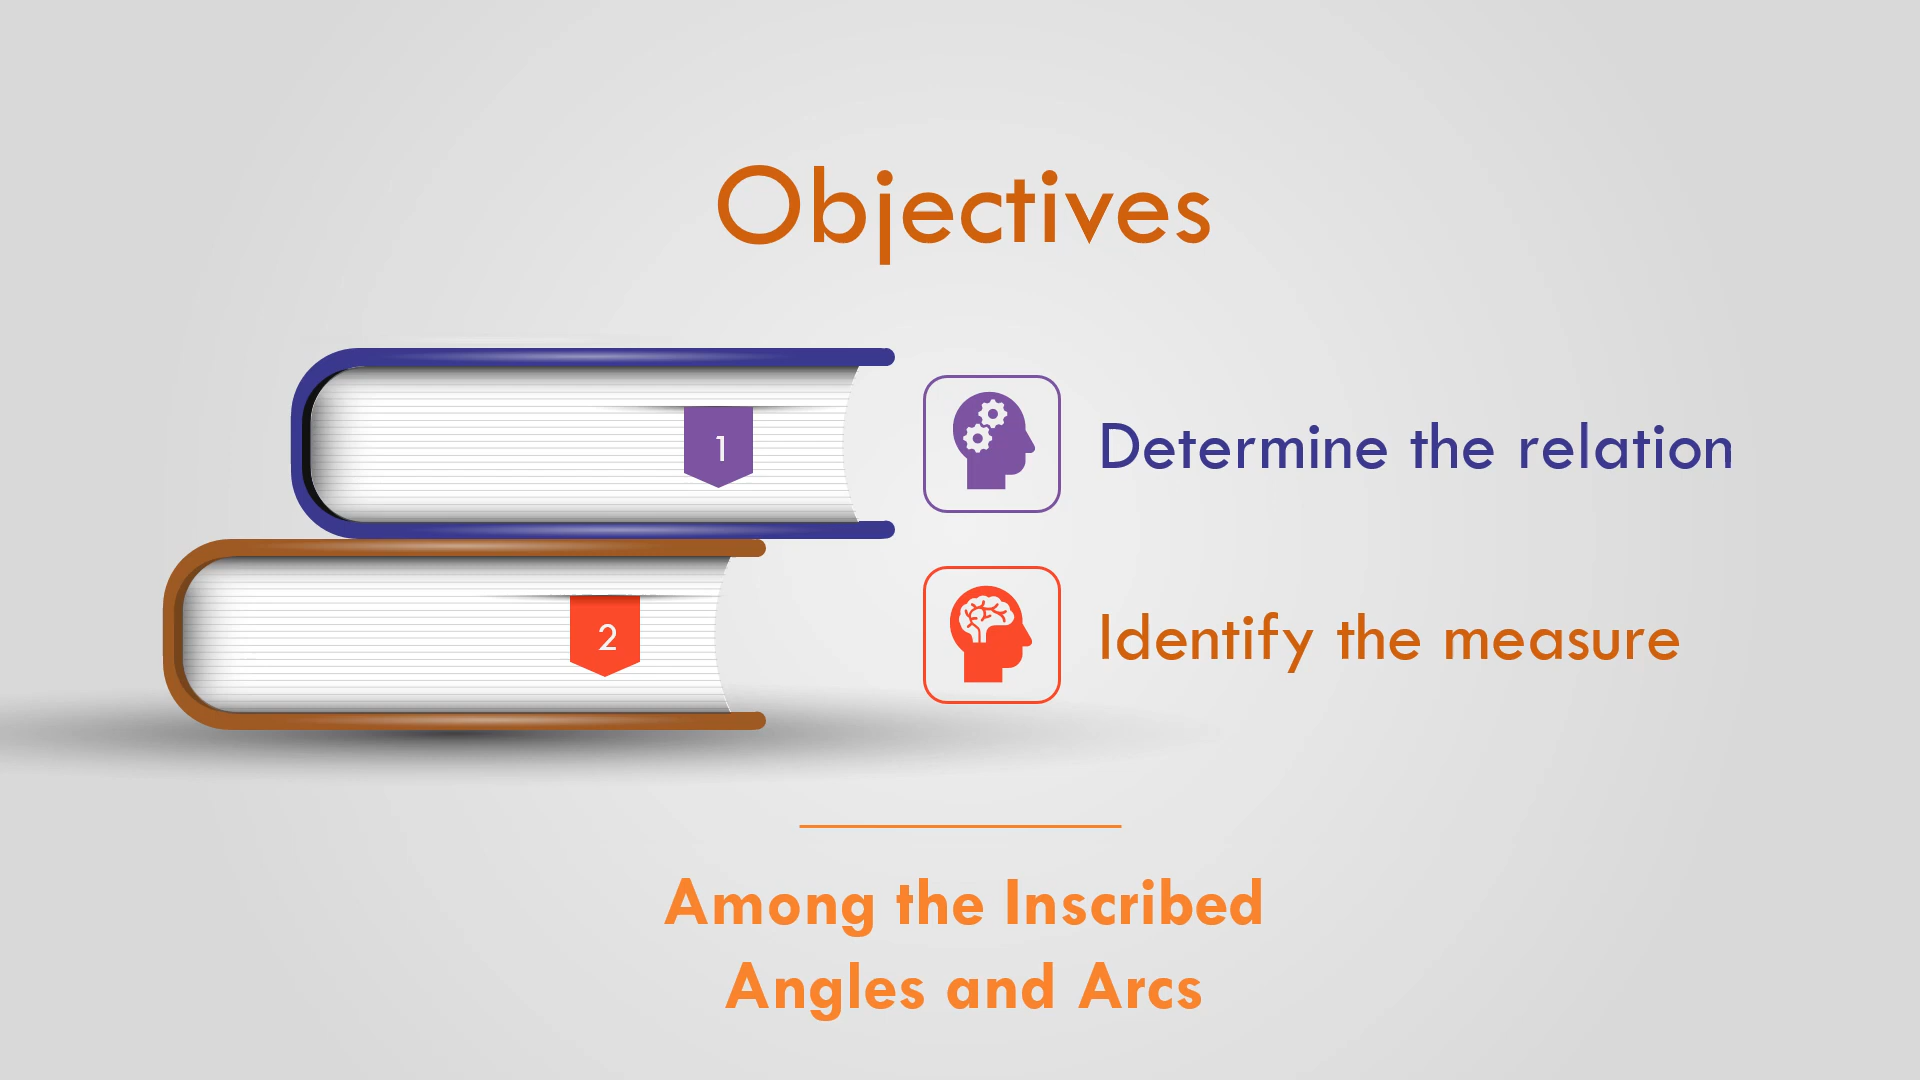 Objectives
1
Determine the relation
2
Identify the measure
Among the Inscribed
Angles and Arcs